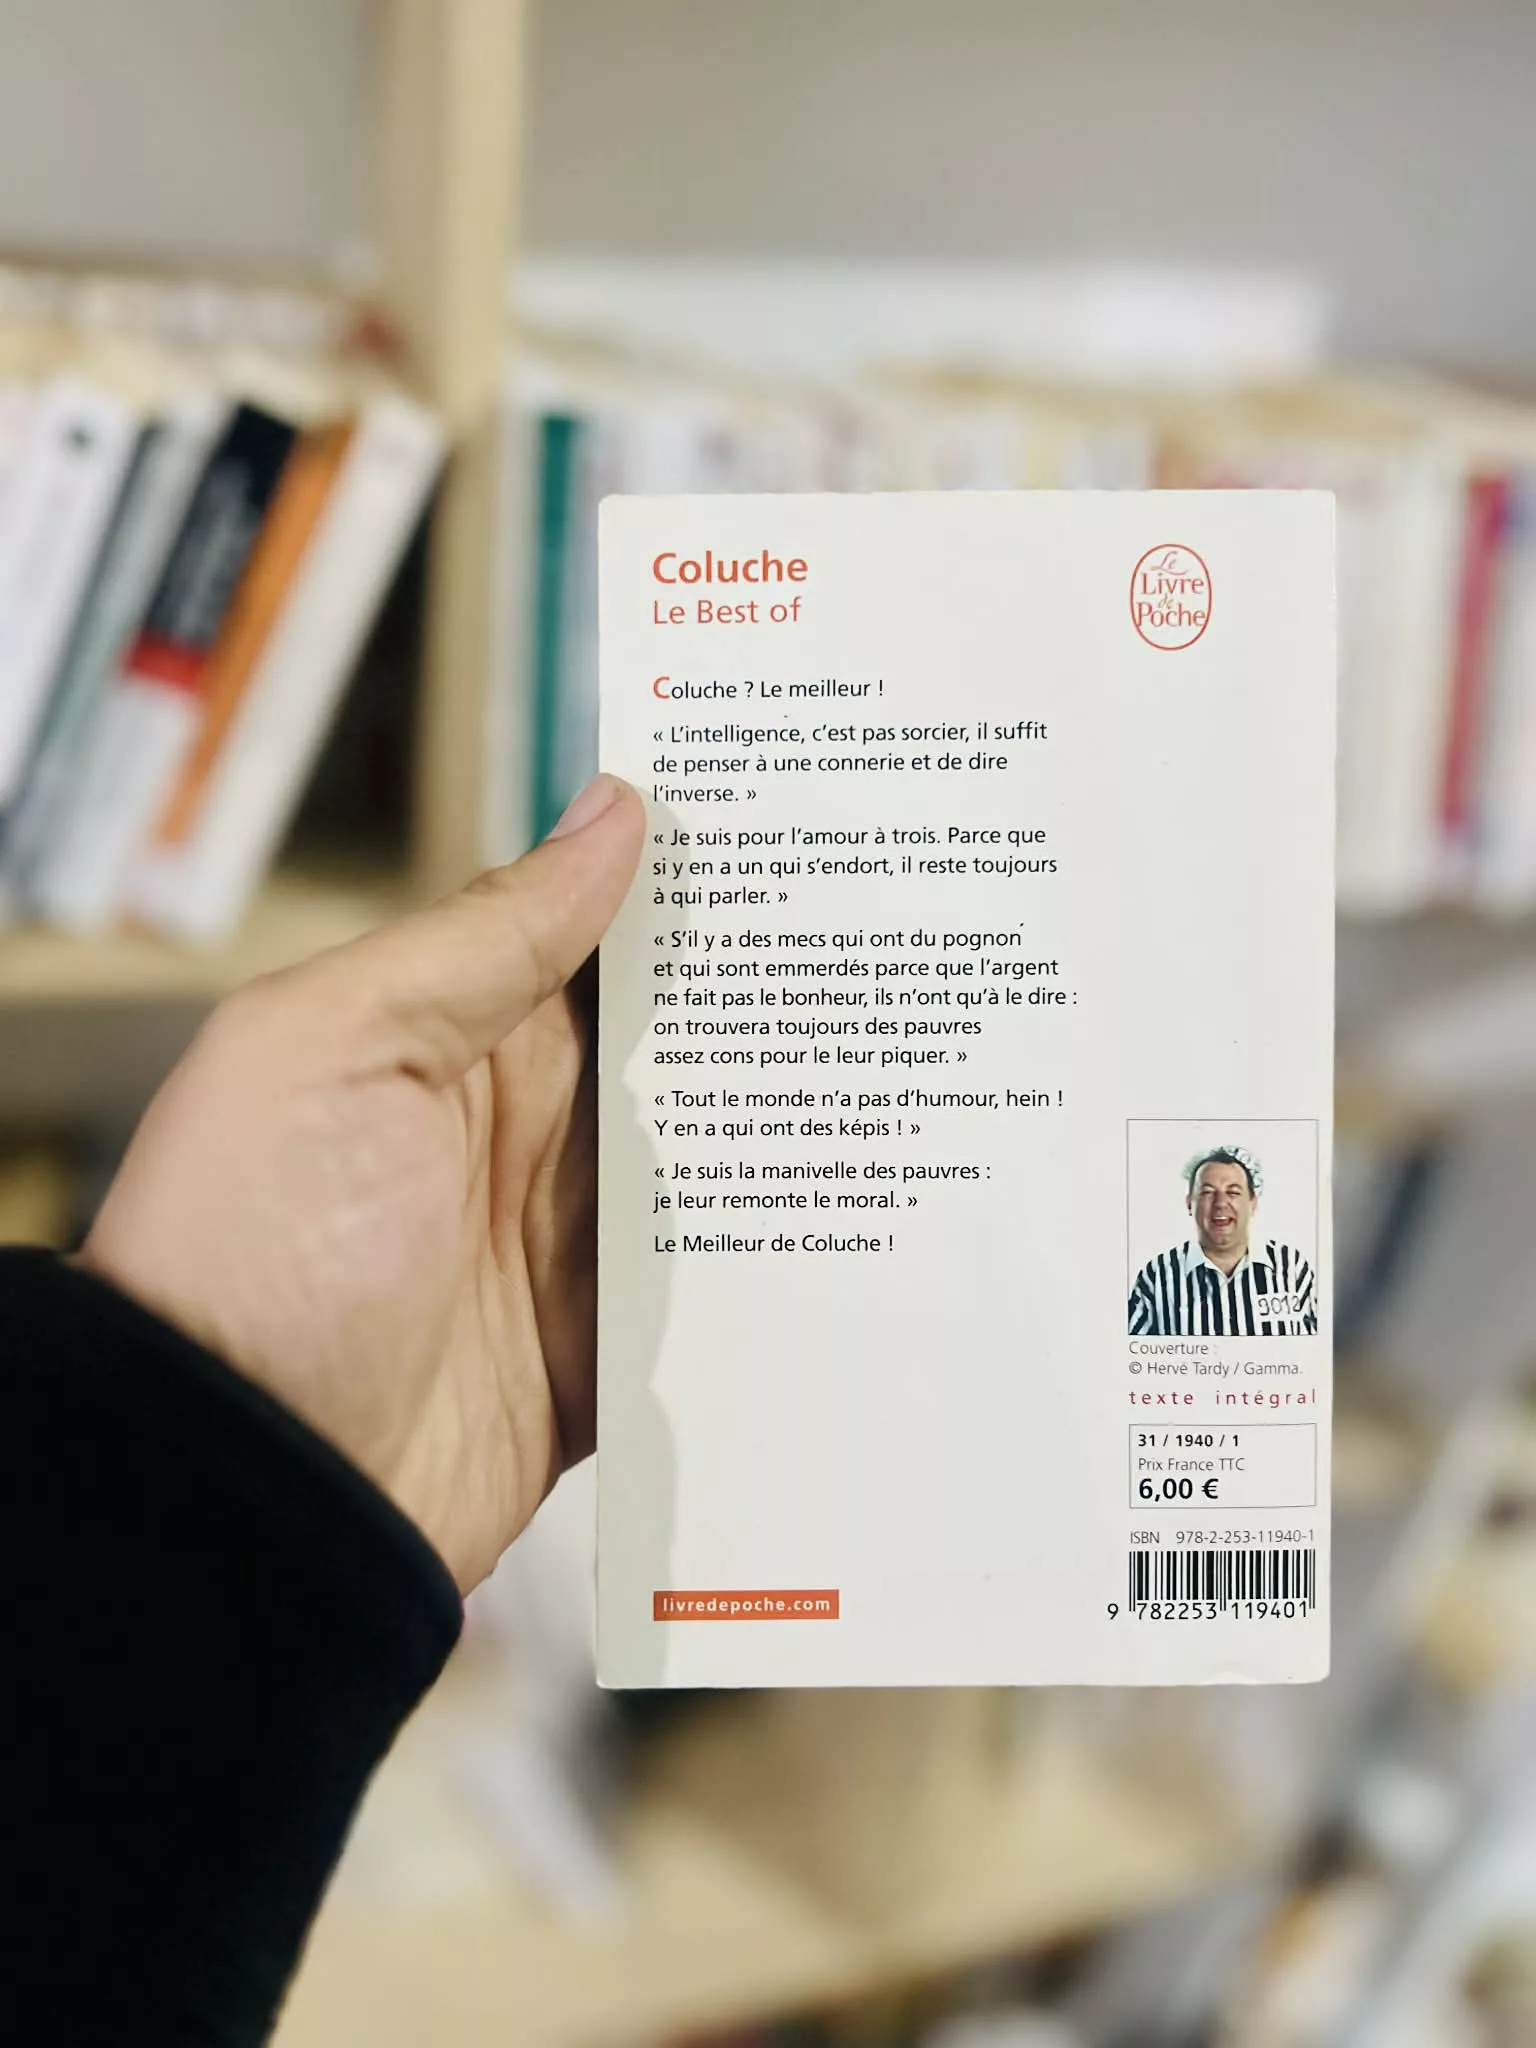 Coluche
Le Best of
Le
Livre
de
Poche
Coluche ? Le meilleur !
« L'intelligence, c'est pas sorcier, il suffit
de penser à une connerie et de dire
l'inverse. »
« Je suis pour l'amour à trois. Parce que
si y en a un qui s'endort, il reste toujours
à qui parler. »
« S'il y a des mecs qui ont du pognon
et qui sont emmerdés parce que l'argent
ne fait pas le bonheur, ils n'ont qu'à le dire :
on trouvera toujours des pauvres
assez cons pour le leur piquer. »
« Tout le monde n'a pas d'humour, hein !
Y en a qui ont des képis ! »
« Je suis la manivelle des pauvres :
je leur remonte le moral. »
Le Meilleur de Coluche !
9012
Couverture :
© Hervé Tardy / Gamma.
texte intégral
31 / 1940 / 1
Prix France TTC
6,00 €
ISBN 978-2-253-11940-1
9 782253 119401
livredepoche.com